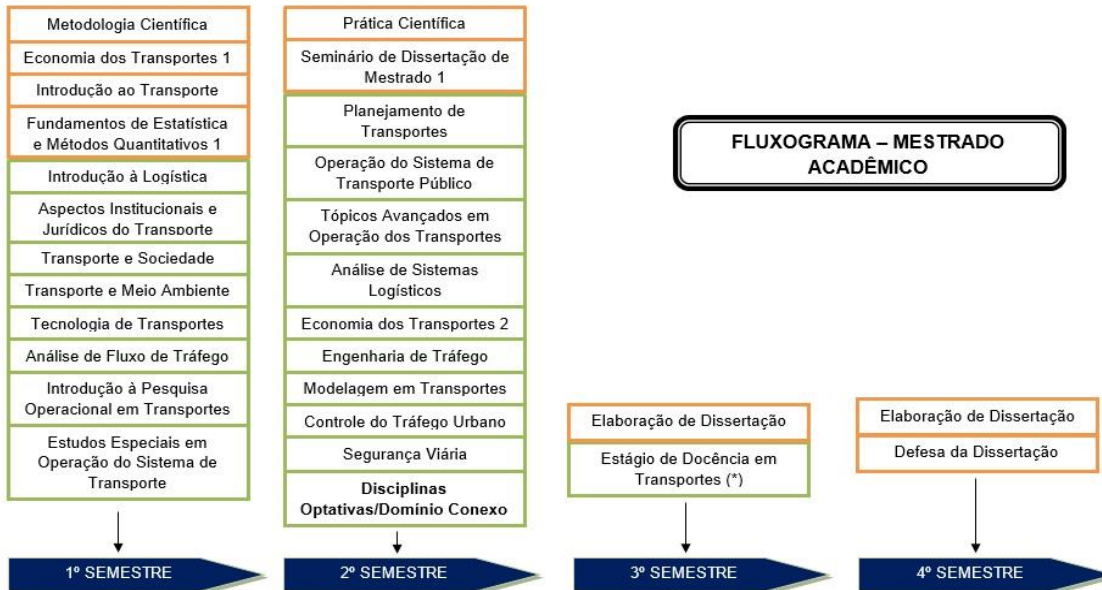 Metodologia Científica
Economia dos Transportes 1
Introdução ao Transporte
Fundamentos de Estatística
e Métodos Quantitativos 1
Introdução à Logística
Aspectos Institucionais e
Jurídicos do Transporte
Transporte e Sociedade
Transporte e Meio Ambiente
Tecnologia de Transportes
Análise de Fluxo de Tráfego
Introdução à Pesquisa
Operacional em Transportes
Estudos Especiais em
Operação do Sistema de
Transporte
1º SEMESTRE
Prática Científica
Seminário de Dissertação de
Mestrado 1
Planejamento de
Transportes
Operação do Sistema de
Transporte Público
Tópicos Avançados em
Operação dos Transportes
Análise de Sistemas
Logísticos
Economia dos Transportes 2
Engenharia de Tráfego
Modelagem em Transportes
Controle do Tráfego Urbano
Segurança Viária
Disciplinas
Optativas/Domínio Conexo
2º SEMESTRE
FLUXOGRAMA – MESTRADO
ACADÊMICO
Elaboração de Dissertação
Estágio de Docência em
Transportes (*)
3º SEMESTRE
Elaboração de Dissertação
Defesa da Dissertação
4º SEMESTRE